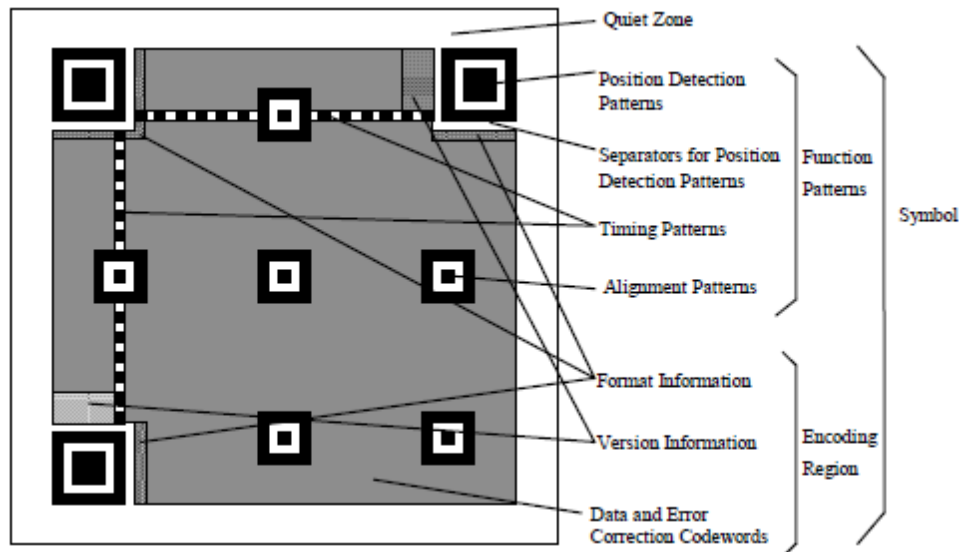 Quiet Zone
Position Detection
Patterns
Separators for Position
Detection Patterns
Timing Patterns
Alignment Patterns
Function
Patterns
Symbol
Format Information
Version Information
Encoding
Region
Data and Error
Correction Codewords